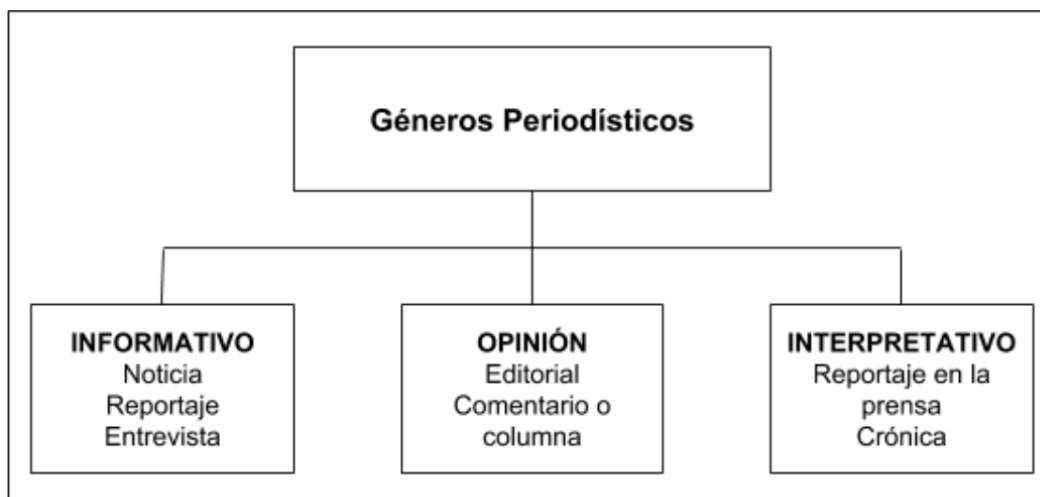 Géneros Periodísticos
INFORMATIVO
Noticia
Reportaje
Entrevista
OPINIÓN
Editorial
Comentario o
columna
INTERPRETATIVO
Reportaje en la
prensa
Crónica